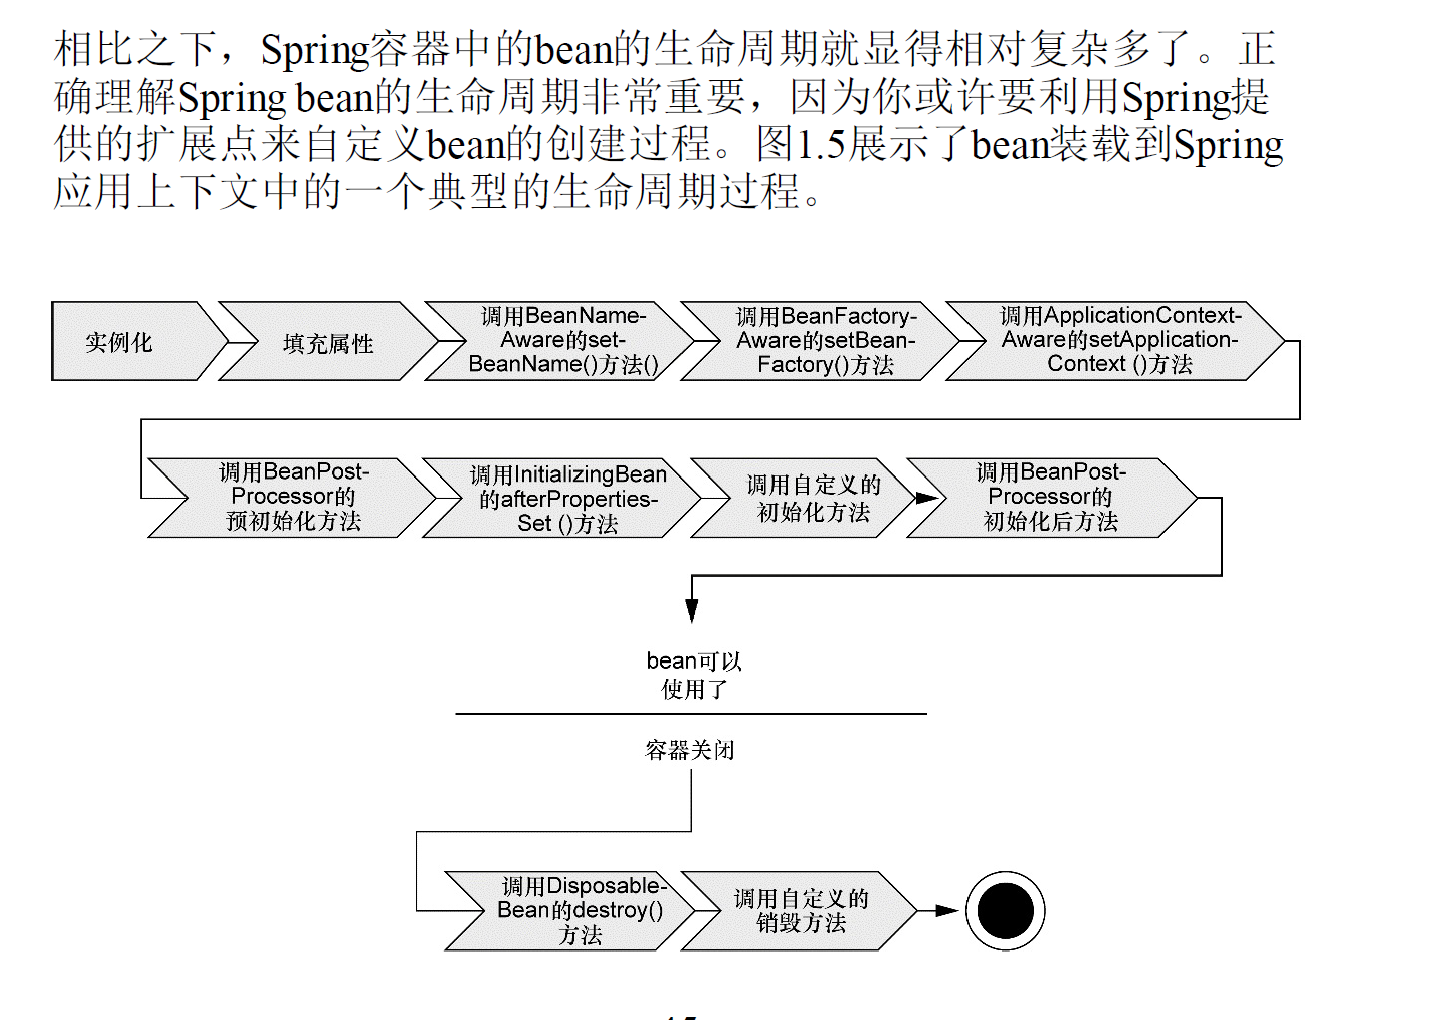 相比之下，Spring容器中的bean的生命周期就显得相对复杂多了。正
确理解Spring bean的生命周期非常重要，因为你或许要利用Spring提
供的扩展点来自定义bean的创建过程。图1.5展示了bean装载到Spring
应用上下文中的一个典型的生命周期过程。
实例化
填充属性
调用BeanName-
Aware的set-
BeanName()方法()
调用BeanFactory-
Aware的setBean-
Factory()方法
调用ApplicationContext-
Aware的setApplication-
Context ()方法
调用BeanPost-
Processor的
预初始化方法
调用InitializingBean
的afterProperties-
Set ()方法
调用自定义的
初始化方法
调用BeanPost-
Processor的
初始化后方法
bean可以
使用了
容器关闭
调用Disposable-
Bean的destroy()
方法
调用自定义的
销毁方法